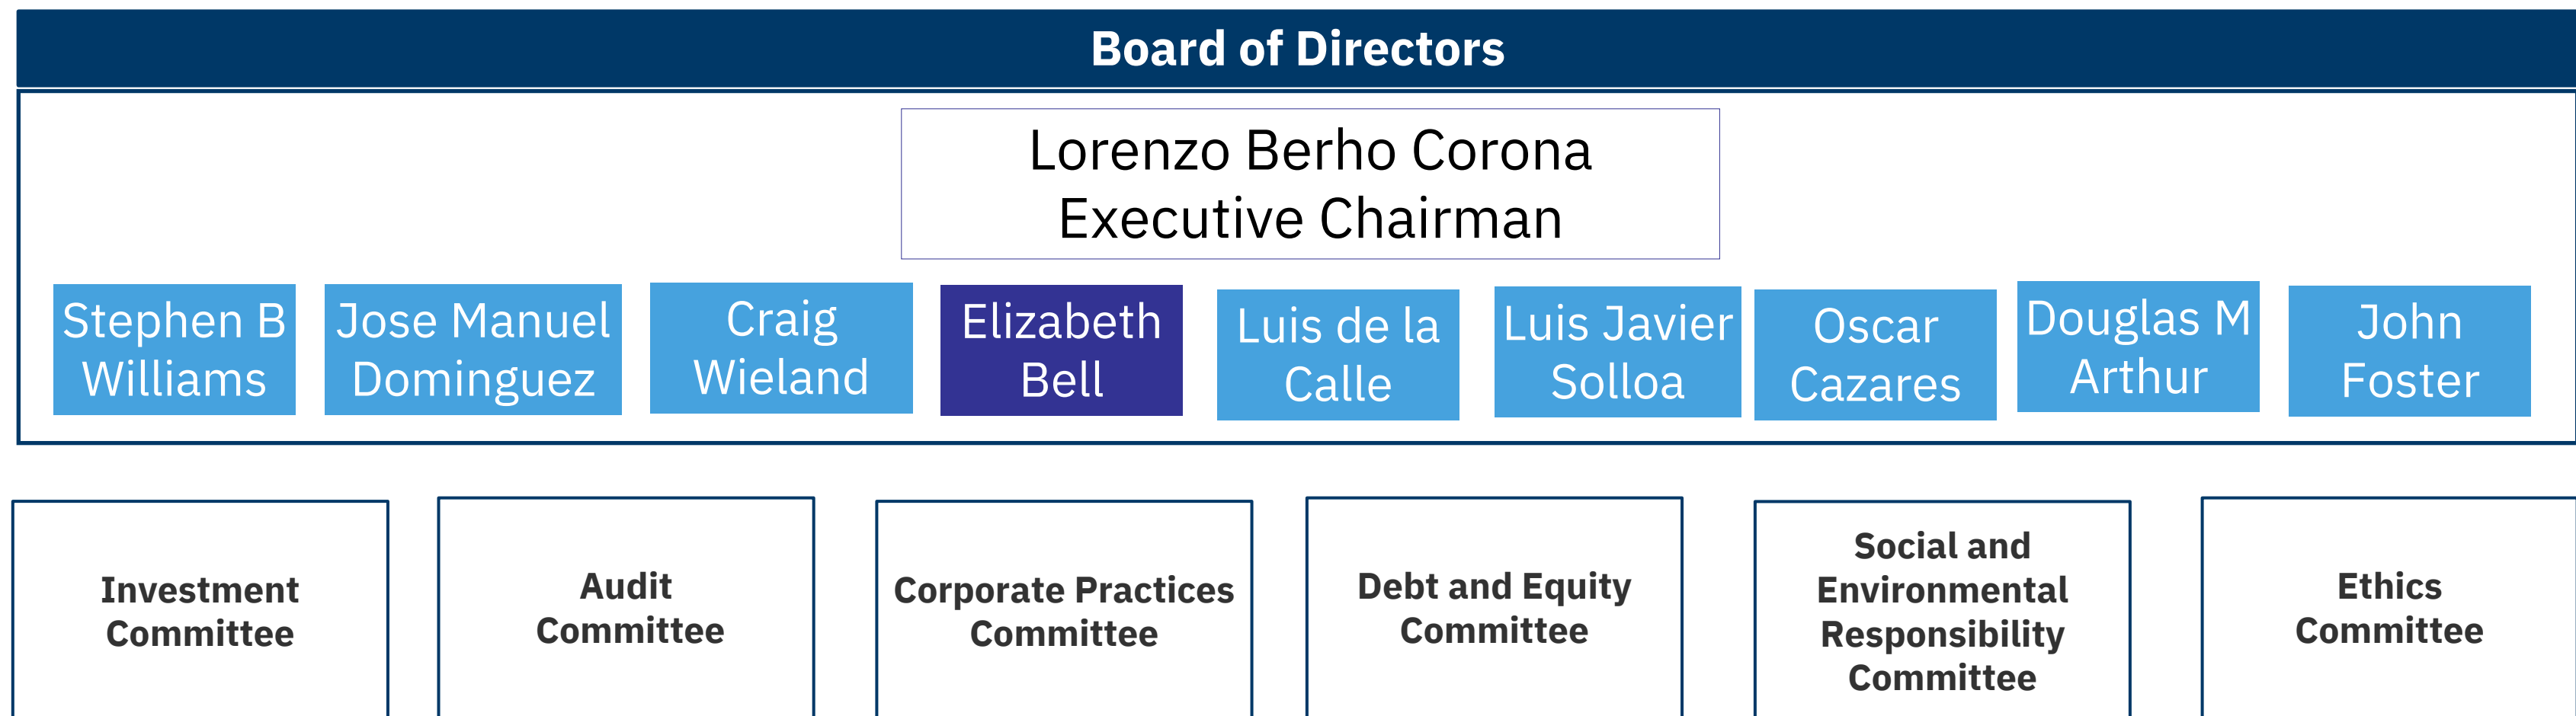 Board of Directors
Lorenzo Berho Corona
Executive Chairman
Stephen B
Williams
Jose Manuel
Dominguez
Craig
Wieland
Elizabeth
Bell
Luis de la
Calle
Luis Javier
Solloa
Oscar
Cazares
Douglas M
Arthur
John
Foster
Investment
Committee
Audit
Committee
Corporate Practices
Committee
Debt and Equity
Committee
Social and
Environmental
Responsibility
Committee
Ethics
Committee